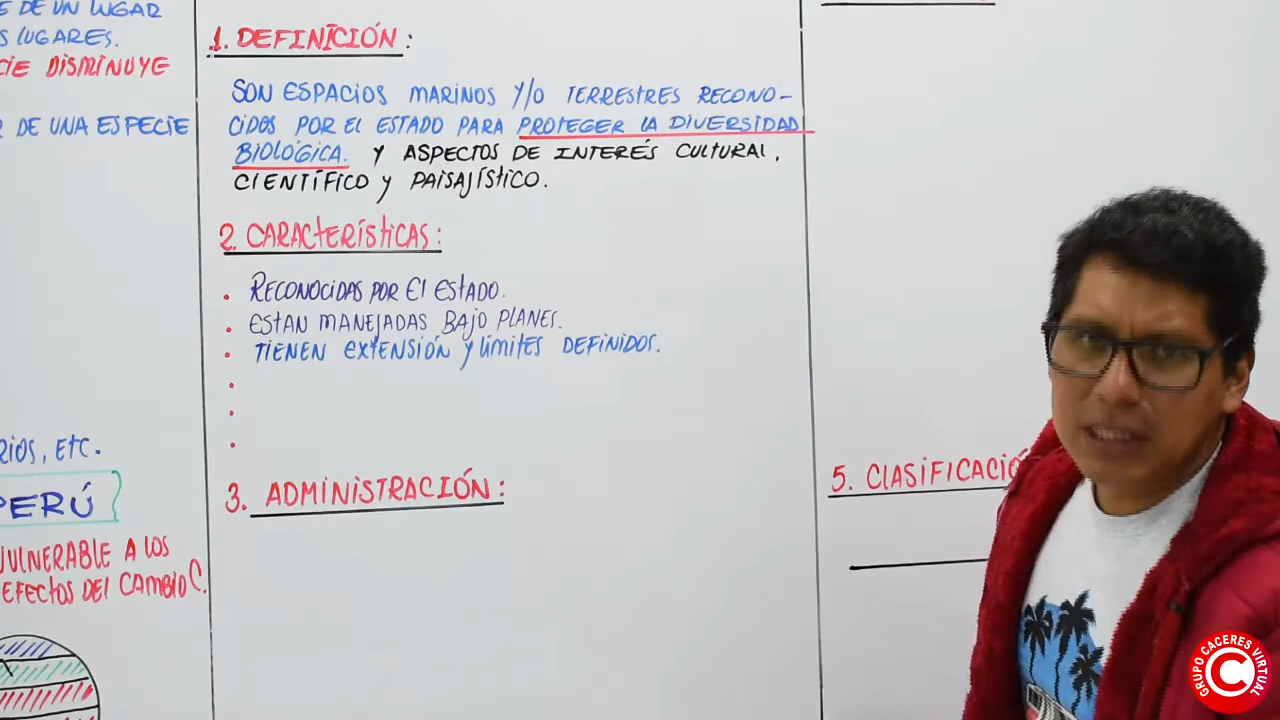 E DE UN LUGAR
S LUGARES.
CIE DISMINUYE
R DE UNA ESPECIE
RIOS, ETC.
PERÚ
VULNERABLE A LOS
EFECTOS DEL CAMBIO C.
1. DEFINICIÓN:
SON ESPACIOS MARINOS Y/O TERRESTRES RECONO-
CIDOS POR EL ESTADO PARA PROTEGER LA DIVERSIDAD
BIOLÓGICA. Y ASPECTOS DE INTERÉS CULTURAL,
CIENTÍFICO Y PAISAJÍSTICO.
2. CARACTERÍSTICAS:
. RECONOCIDAS POR El ESTADO.
. ESTAN MANEJADAS BAJO PLANES.
. TIENEN EXTENSIÓN Y LÍMITES DEFINIDOS.
.
.
.
3. ADMINISTRACIÓN:
5. CLASIFICACIÓ
GRUPO CACERES VIRTUAL
C